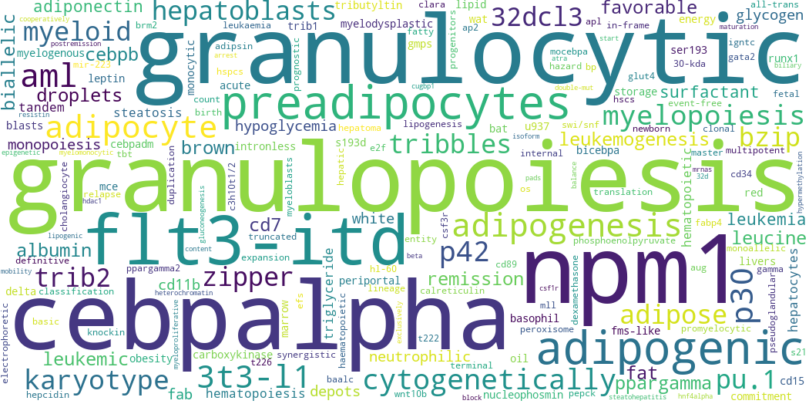 adiponectin
hepatoblasts
cooperatively
leukaemia
brm2
trib1
tributyltin
myelodysplastic
clara
lipid
wat
ap2
progenitors
32dcl3
apl
in-frame
favorable
energy
all-trans
glycogen
maturation
biallelic
myeloid
cebpb
postremission
myelogenous
mir-223
aml
leptin
droplets
tandem
steatosis
monocytic
granulocytic
adipsin
arrest
hspcs
prognostic
gmps
fatty
mocebpa
atra
hazard
bp
cugbp1
glut4
start
double-mut
ser193
30-kda
igntc
gata2
hscs
runx1
fetal
storage
surfactant
event-free
blasts
resistin
acute
count
birth
preadipocytes
myelopoiesis
adipocyte
hypoglycemia
hepatoma
lipogenesis
bat
u937
swi/snf
newborn
clonal
isoform
leukemogenesis
bzip
epigenetic
monopoiesis
cebpadm
myelomonocytic
tbt
brown
intronless
s193d
e2f
tribbles
internal
bicebpa
master
multipotent
mrnas
32d
cd34
red
hypermethylation
granulopoiesis
mce
relapse
hdac1
cholangiocyte
duplication
gluconeogenesis
c3h10t1/2
myeloblasts
hepatic
pads
os
balance
translation
hematopoietic
monoallelic
fabp4
lipogenic
content
flt3-itd
cd7
truncated
expansion
white
csf3r
adipogenesis
leukemia
leucine
albumin
definitive
mobility
ppargamma2
trib2
zipper
cd11b
periportal
entity
beta
p42
cd89
phosphoenolpyruvate
npm1
aug
livers
gamma
p30
pseudoglandular
hepatocytes
delta
classification
heterochromatin
electrophoretic
basic
knockin
cebpalpha
triglyceride
marrow
efs
haematopoietic
hl-60
lineage
calreticulin
exclusively
remission
basophil
peroxisome
mll
csf1r
dexamethasone
fms-like
promyelocytic
adipose
adipogenic
leukemic
obesity
myeloproliferative
carboxykinase
t226
synergistic
t222
neutrophilic
oil
fat
s21
karyotype
hepcidin
fab
3t3-l1
hematopoiesis
depots
baalc
cytogenetically
wnt10b
terminal
block
nucleophosmin
pepck
steatohepatitis
ppargamma
hnf4alpha
pu.1
cd15
commitment